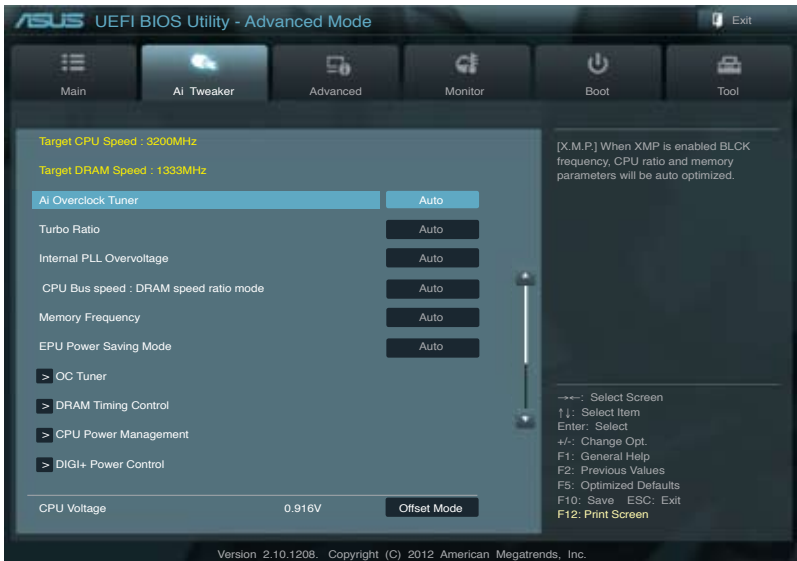 ASUS UEFI BIOS Utility - Advanced Mode
Exit
Main
Ai Tweaker
Advanced
Monitor
Boot
Tool
Target CPU Speed : 3200MHz
Target DRAM Speed : 1333MHz
Ai Overclock Tuner Auto
Turbo Ratio Auto
Internal PLL Overvoltage Auto
CPU Bus speed : DRAM speed ratio mode Auto
Memory Frequency Auto
EPU Power Saving Mode Auto
> OC Tuner
> DRAM Timing Control
> CPU Power Management
> DIGI+ Power Control
CPU Voltage 0.916V Offset Mode
[X.M.P.] When XMP is enabled BLCK
frequency, CPU ratio and memory
parameters will be auto optimized.
→←: Select Screen
↑↓: Select Item
Enter: Select
+/-: Change Opt.
F1: General Help
F2: Previous Values
F5: Optimized Defaults
F10: Save ESC: Exit
F12: Print Screen
Version 2.10.1208. Copyright (C) 2012 American Megatrends, Inc.